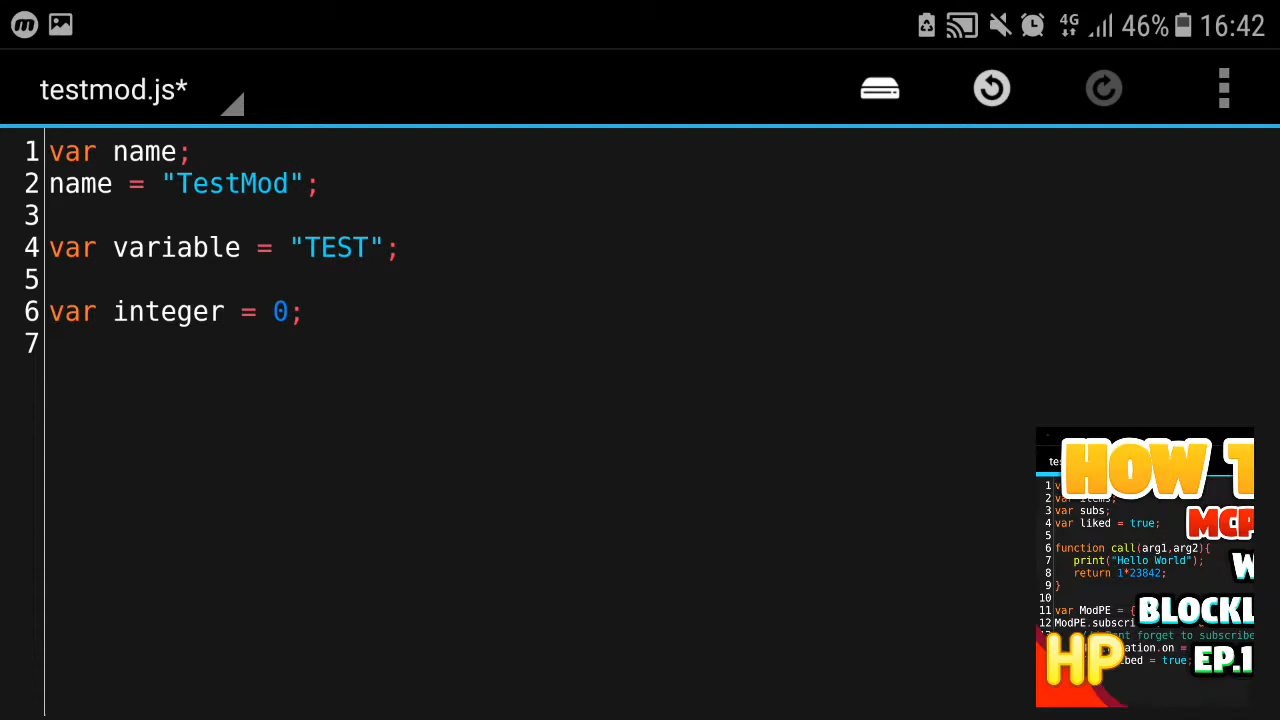 46% 16:42
4G
testmod.js*
1 var name;
2 name = "TestMod";
3
4 var variable = "TEST";
5
6 var integer = 0;
7
HOW T
MCP
W
BLOCKL
EP.1
HP
1
2 var items;
3 var subs;
4 var liked = true;
5
6 function call(arg1,arg2){
7 print("Hello World");
8 return 1*23842;
9 }
10
11 var ModPE = {
12 ModPE.subscri
ont forget to subscribe
ation.on =
bed = true;